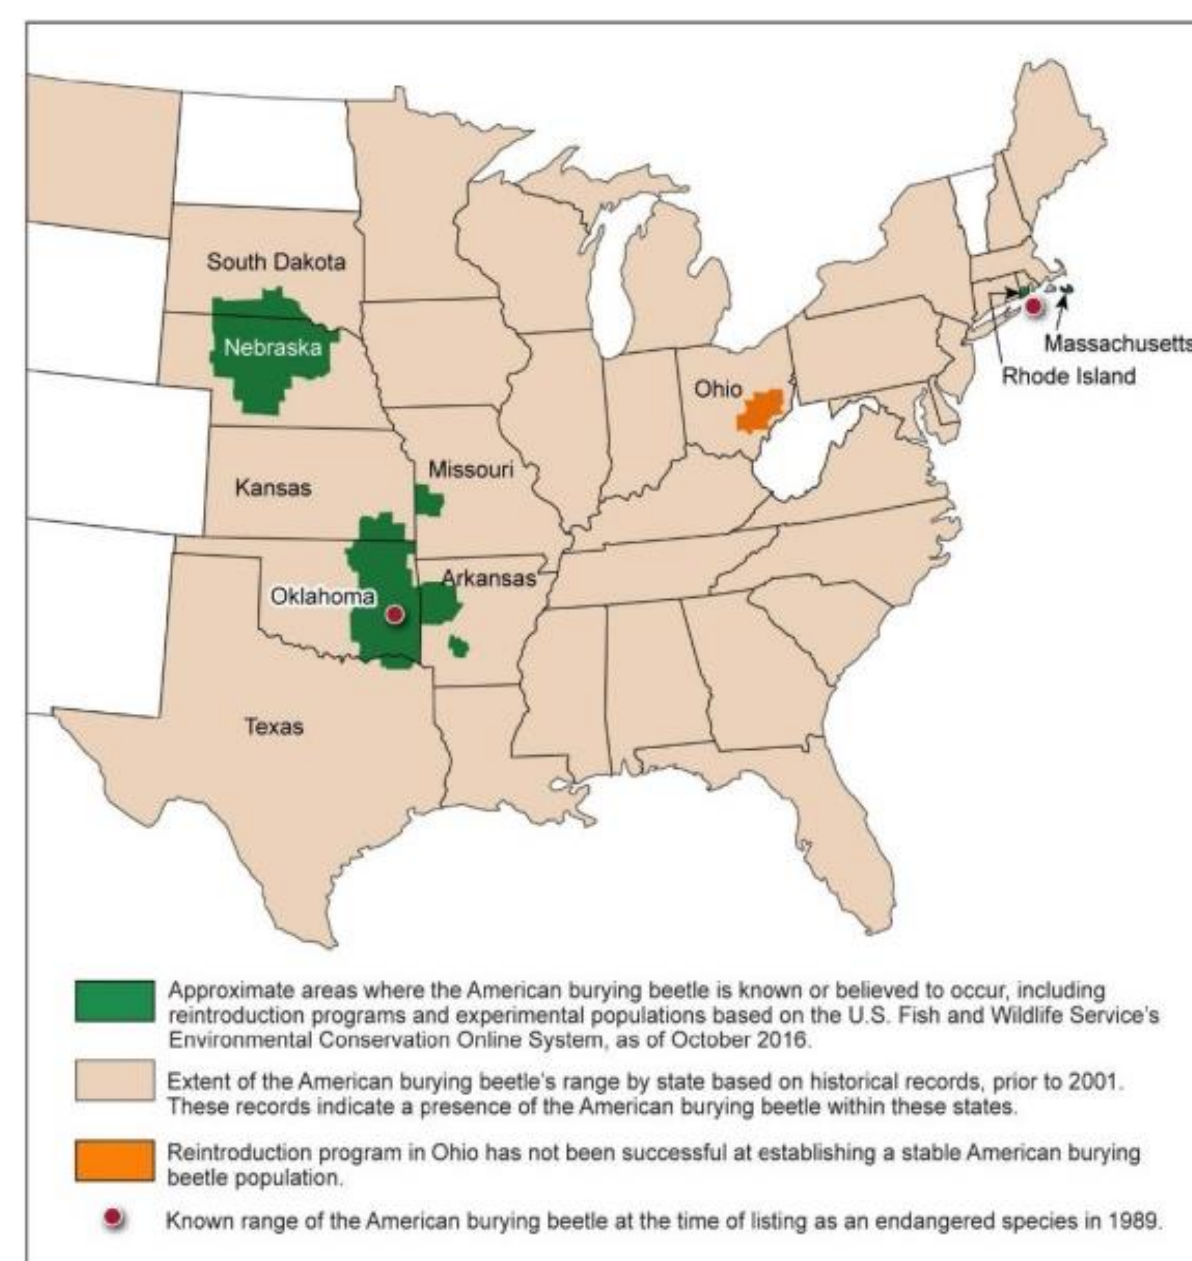 South Dakota
Nebraska
Ohio
Massachusetts
Rhode Island
Missouri
Kansas
Arkansas
Oklahoma
Texas
Approximate areas where the American burying beetle is known or believed to occur, including
reintroduction programs and experimental populations based on the U.S. Fish and Wildlife Service's
Environmental Conservation Online System, as of October 2016.
Extent of the American burying beetle's range by state based on historical records, prior to 2001.
These records indicate a presence of the American burying beetle within these states.
Reintroduction program in Ohio has not been successful at establishing a stable American burying
beetle population.
Known range of the American burying beetle at the time of listing as an endangered species in 1989.